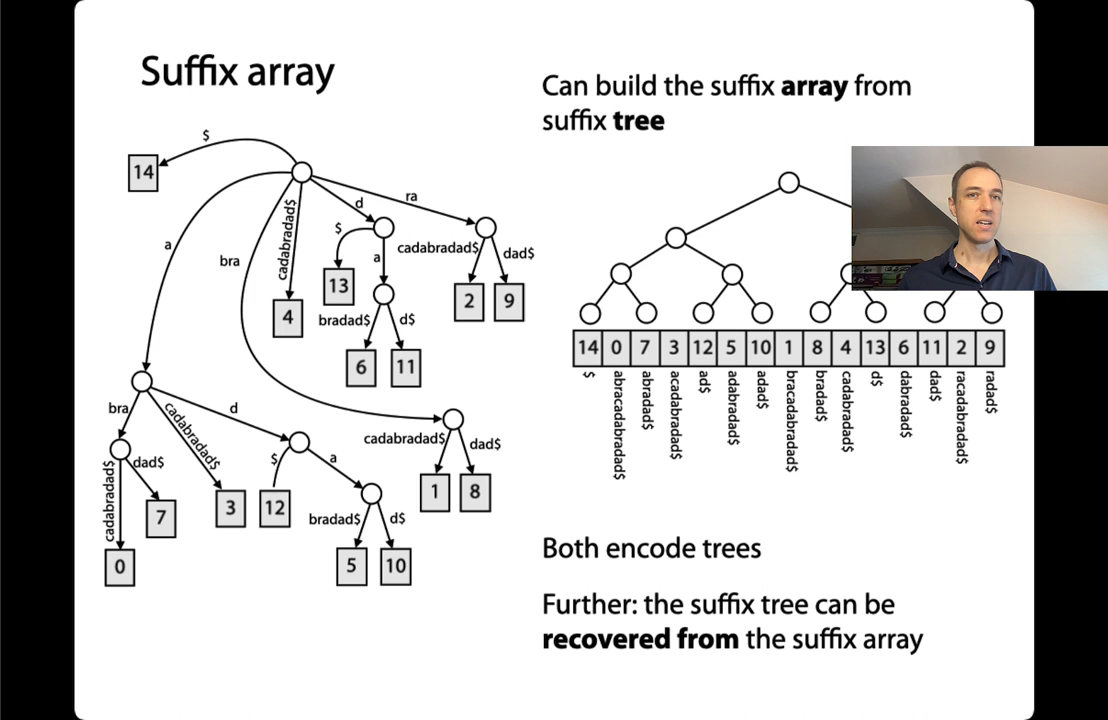 Suffix array
Can build the suffix array from
suffix tree
$
14
a
bra
cadabradad$
4
d
$
13
a
bradad$
d$
6
11
ra
cadabradad$
dad$
2
9
bra
cadabradad$
d
cadabradad$
dad$
0
7
3
$
12
a
bradad$
d$
5
10
cadabradad$
dad$
1
8
14 0 7 3 12 5 10 1 8 4 13 6 11 2 9
$
abracadabradad$
abradad$
acadabradad$
ad$
adabradad$
adad$
bracadabradad$
bradad$
cadabradad$
d$
dabradad$
dad$
racadabradad$
radad$
Both encode trees
Further: the suffix tree can be
recovered from the suffix array